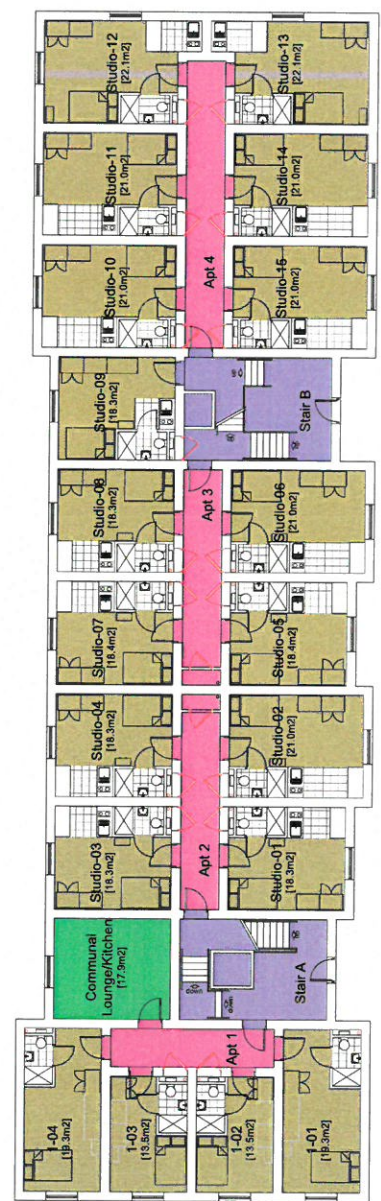 Studio-12
[22.1m2]
Studio-13
[22.1m2]
Studio-11
[21.0m2]
Studio-14
[21.0m2]
Apt 4
Studio-10
[21.0m2]
Studio-15
[21.0m2]
Studio-09
[18.3m2]
Stair B
Studio-08
[18.3m2]
Apt 3
Studio-06
[21.0m2]
Studio-07
[18.4m2]
Studio-05
[18.4m2]
Studio-04
[18.3m2]
Studio-02
[21.0m2]
Studio-03
[18.3m2]
Apt 2
Studio-01
[18.3m2]
Communal
Lounge/Kitchen
[17.9m2]
down
down
Stair A
Apt 1
1-04
[19.3m2]
1-03
[13.5m2]
1-02
[13.5m2]
1-01
[19.3m2]